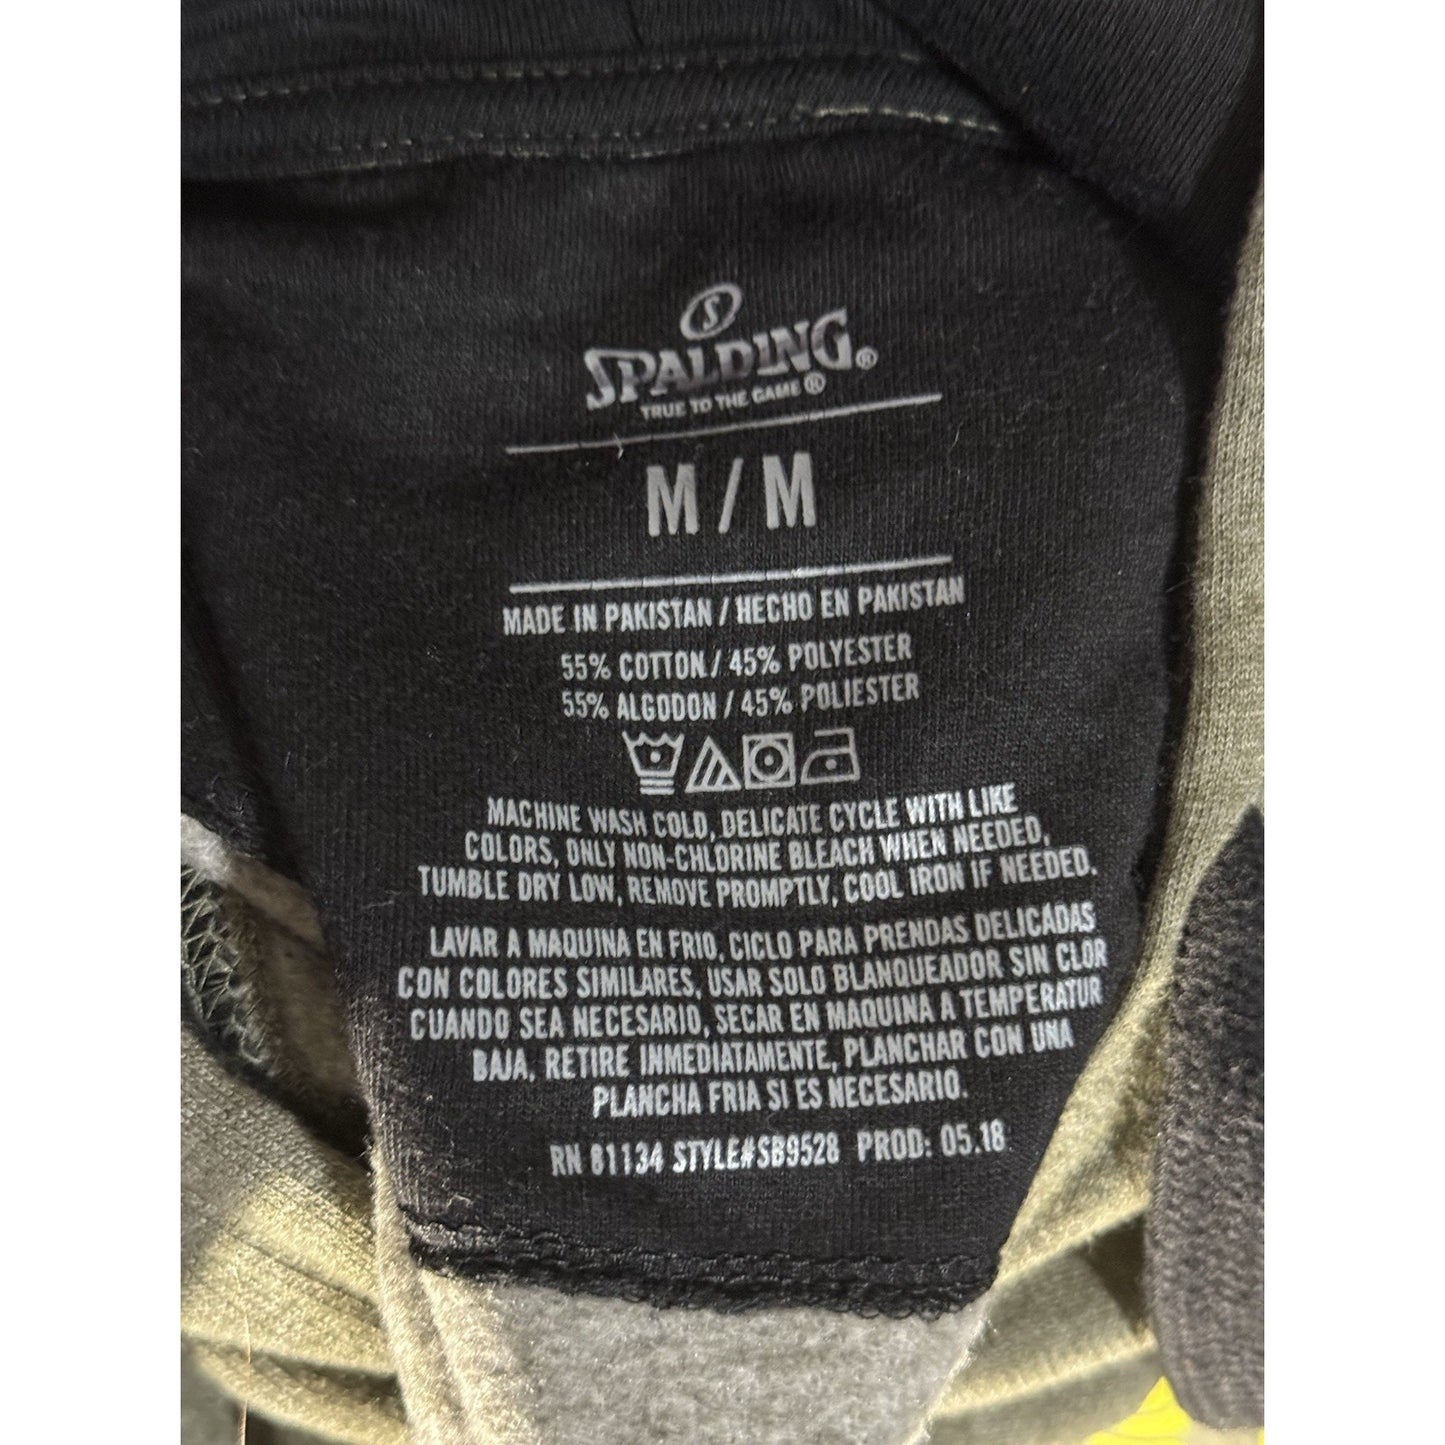 S
SPALDING®
TRUE TO THE GAME®
M / M
MADE IN PAKISTAN / HECHO EN PAKISTAN
55% COTTON / 45% POLYESTER
55% ALGODON / 45% POLIESTER
MACHINE WASH COLD, DELICATE CYCLE WITH LIKE
COLORS, ONLY NON-CHLORINE BLEACH WHEN NEEDED,
TUMBLE DRY LOW, REMOVE PROMPTLY, COOL IRON IF NEEDED.
LAVAR A MAQUINA EN FRIO, CICLO PARA PRENDAS DELICADAS
CON COLORES SIMILARES, USAR SOLO BLANQUEADOR SIN CLOR
CUANDO SEA NECESARIO, SECAR EN MAQUINA A TEMPERATUR
BAJA, RETIRE INMEDIATAMENTE, PLANCHAR CON UNA
PLANCHA FRIA SI ES NECESARIO.
RN 81134 STYLE#SB9528 PROD: 05.18